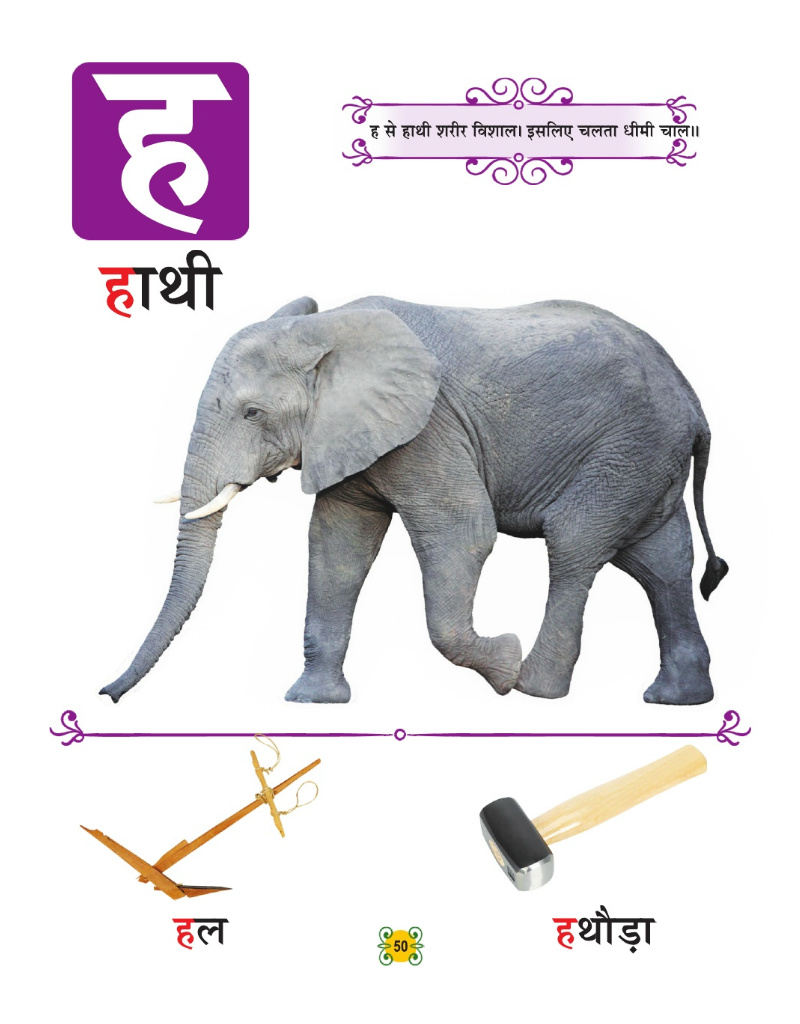 ह
ह से हाथी शरीर विशाल। इसलिए चलता धीमी चाल॥
हाथी
हल
हथौड़ा
50